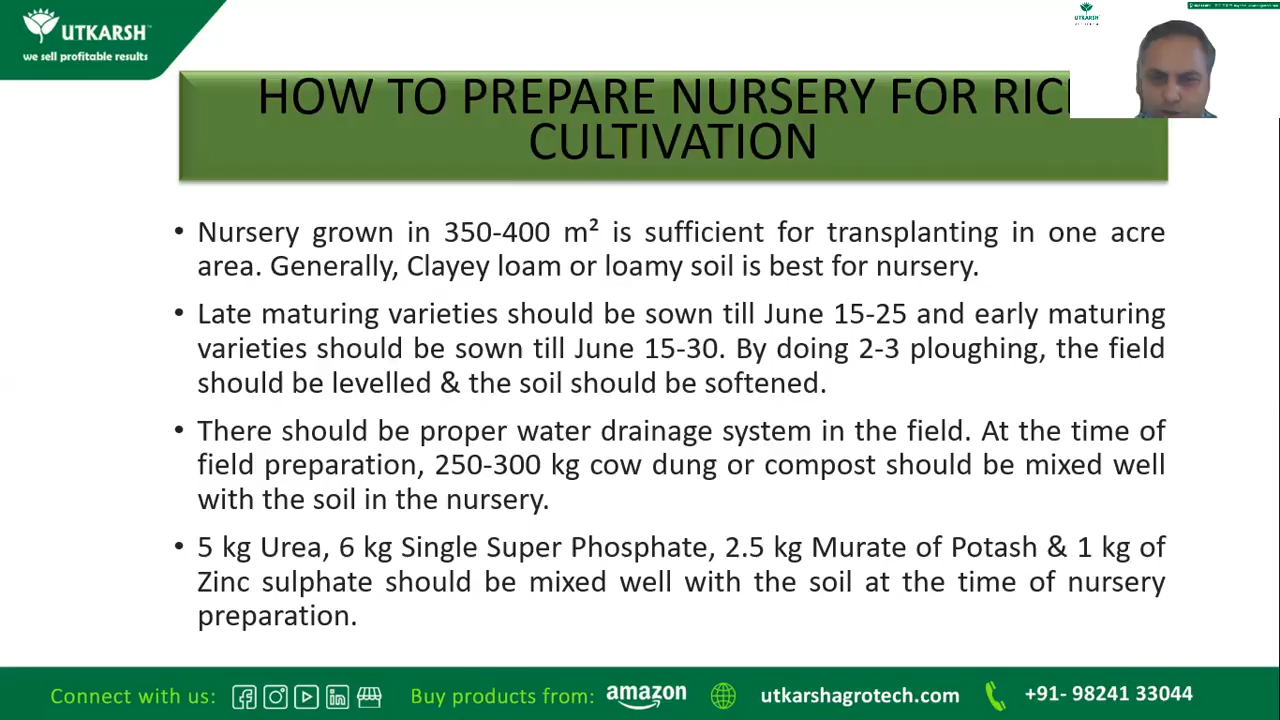 UTKARSH
we sell profitable results
HOW TO PREPARE NURSERY FOR RICE
CULTIVATION
• Nursery grown in 350-400 m² is sufficient for transplanting in one acre
area. Generally, Clayey loam or loamy soil is best for nursery.
• Late maturing varieties should be sown till June 15-25 and early maturing
varieties should be sown till June 15-30. By doing 2-3 ploughing, the field
should be levelled & the soil should be softened.
• There should be proper water drainage system in the field. At the time of
field preparation, 250-300 kg cow dung or compost should be mixed well
with the soil in the nursery.
• 5 kg Urea, 6 kg Single Super Phosphate, 2.5 kg Murate of Potash & 1 kg of
Zinc sulphate should be mixed well with the soil at the time of nursery
preparation.
Connect with us:
Buy products from: amazon
utkarshagrotech.com
+91- 98241 33044